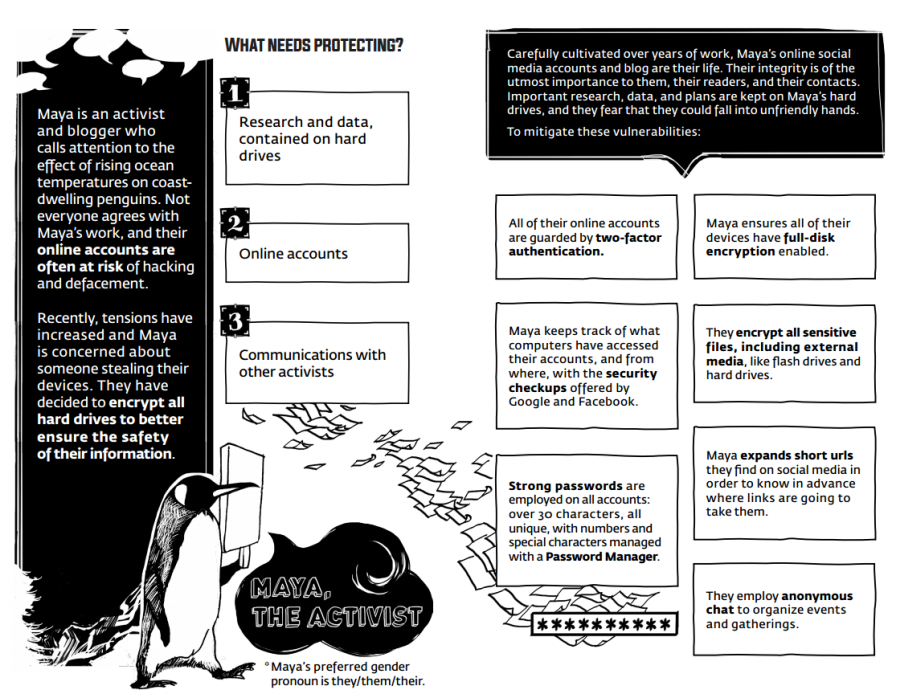 Maya is an activist
and blogger who
calls attention to the
effect of rising ocean
temperatures on coast-
dwelling penguins. Not
everyone agrees with
Maya's work, and their
online accounts are
often at risk of hacking
and defacement.
Recently, tensions have
increased and Maya
is concerned about
someone stealing their
devices. They have
decided to encrypt all
hard drives to better
ensure the safety
of their information.
WHAT NEEDS PROTECTING?
1
Research and data,
contained on hard
drives
2
Online accounts
3
Communications with
other activists
MAYA,
THE ACTIVIST
° Maya's preferred gender
pronoun is they/them/their.
Carefully cultivated over years of work, Maya's online social
media accounts and blog are their life. Their integrity is of the
utmost importance to them, their readers, and their contacts.
Important research, data, and plans are kept on Maya's hard
drives, and they fear that they could fall into unfriendly hands.
To mitigate these vulnerabilities:
All of their online accounts
are guarded by two-factor
authentication.
Maya keeps track of what
computers have accessed
their accounts, and from
where, with the security
checkups offered by
Google and Facebook.
Strong passwords are
employed on all accounts:
over 30 characters, all
unique, with numbers and
special characters managed
with a Password Manager.
**********
Maya ensures all of their
devices have full-disk
encryption enabled.
They encrypt all sensitive
files, including external
media, like flash drives and
hard drives.
Maya expands short urls
they find on social media in
order to know in advance
where links are going to
take them.
They employ anonymous
chat to organize events
and gatherings.